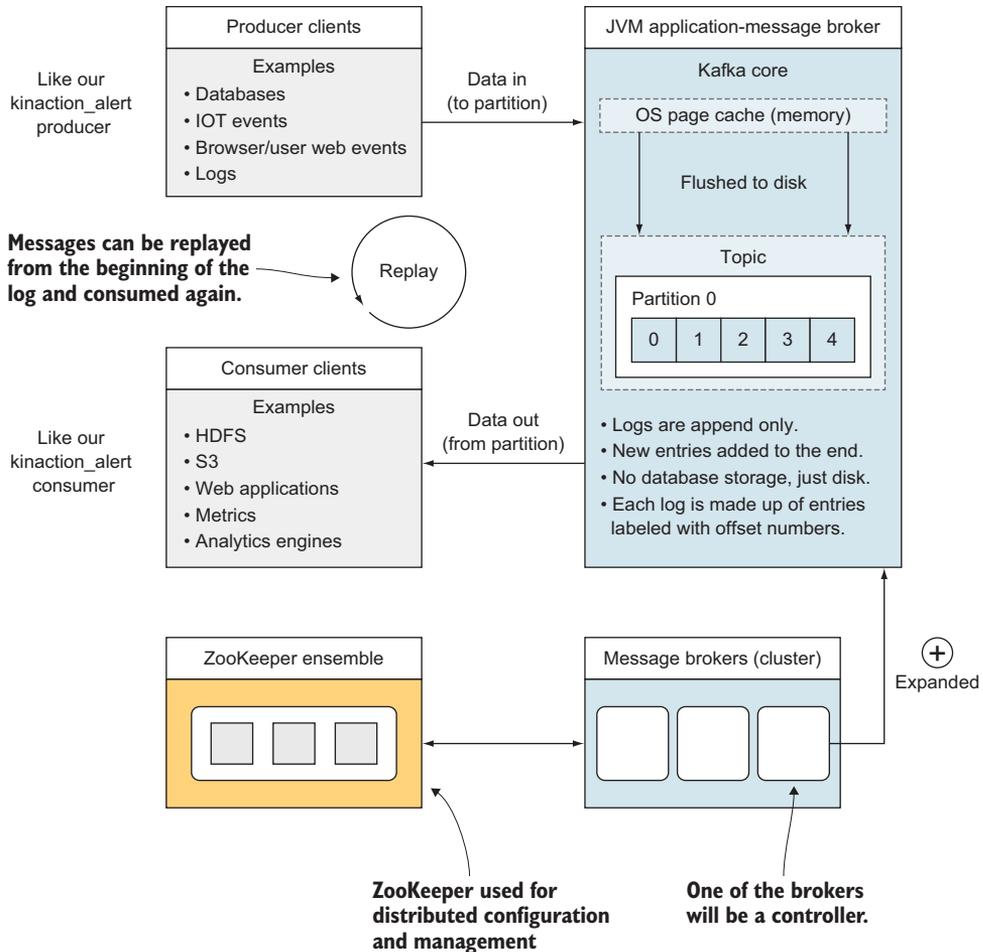 Producer clients
Examples
• Databases
• IOT events
• Browser/user web events
• Logs
Like our
kinaction_alert
producer
Data in
(to partition)
JVM application-message broker
Kafka core
OS page cache (memory)
Flushed to disk
Topic
Partition 0
0 1 2 3 4
• Logs are append only.
• New entries added to the end.
• No database storage, just disk.
• Each log is made up of entries
labeled with offset numbers.
Messages can be replayed
from the beginning of the
log and consumed again.
Replay
Consumer clients
Examples
• HDFS
• S3
• Web applications
• Metrics
• Analytics engines
Like our
kinaction_alert
consumer
Data out
(from partition)
ZooKeeper ensemble
Message brokers (cluster)
+
Expanded
ZooKeeper used for
distributed configuration
and management
One of the brokers
will be a controller.